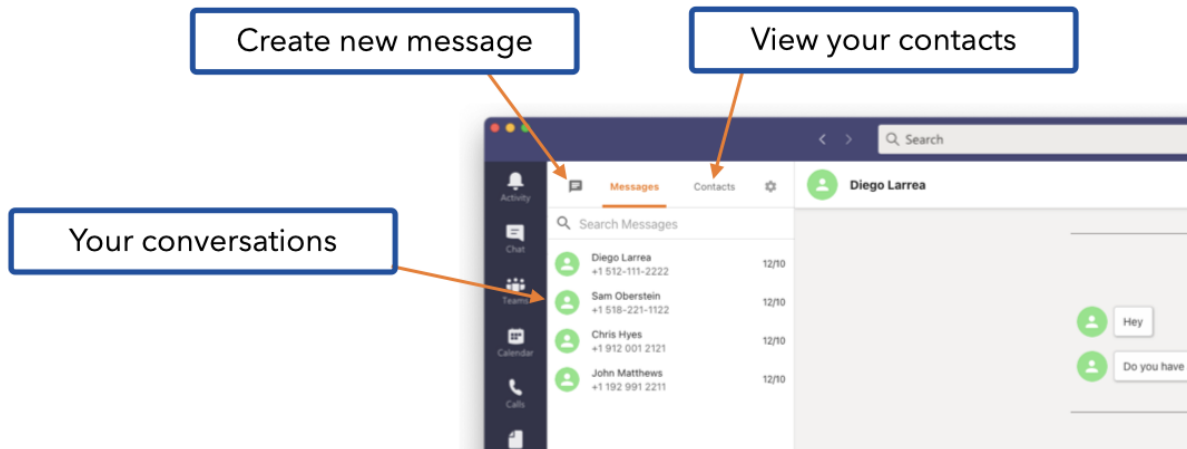 Create new message
View your contacts
Your conversations
Search
Activity
Chat
Teams
Calendar
Calls
Messages
Contacts
Search Messages
Diego Larrea
+1 512-111-2222
12/10
Sam Oberstein
+1 518-221-1122
12/10
Chris Hyes
+1 912 001 2121
12/10
John Matthews
+1 192 991 2211
12/10
Diego Larrea
Hey
Do you have